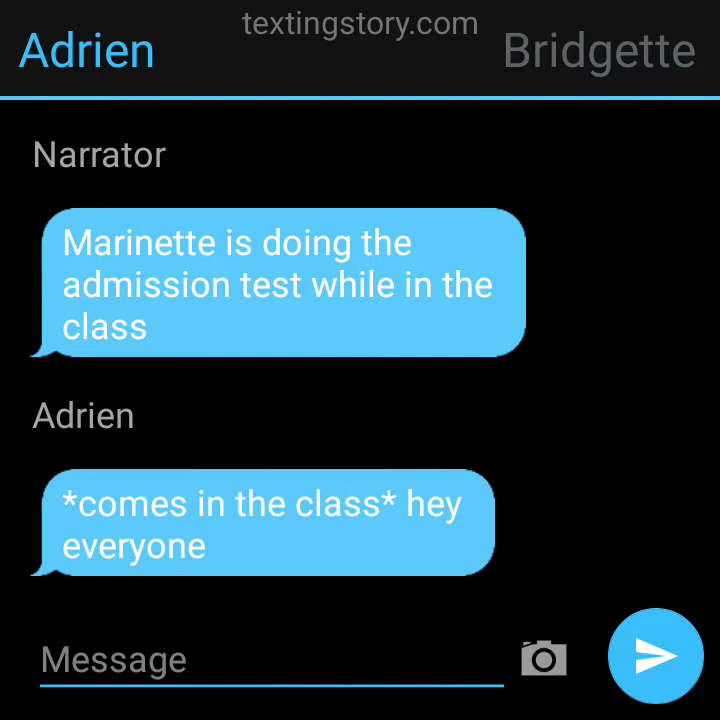 textingstory.com
Adrien
Bridgette
Narrator
Marinette is doing the
admission test while in the
class
Adrien
*comes in the class* hey
everyone
Message